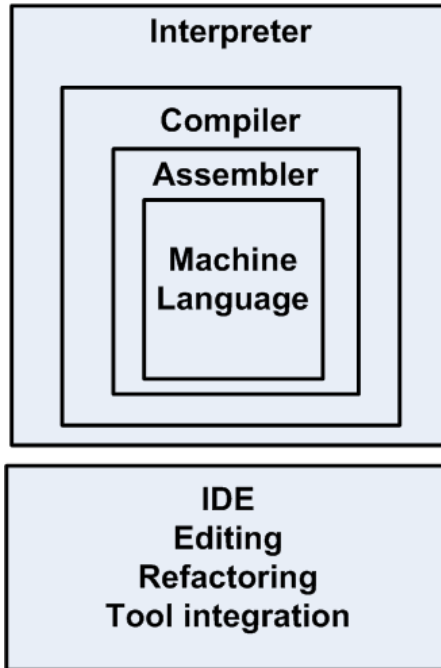 Interpreter
Compiler
Assembler
Machine
Language
IDE
Editing
Refactoring
Tool integration